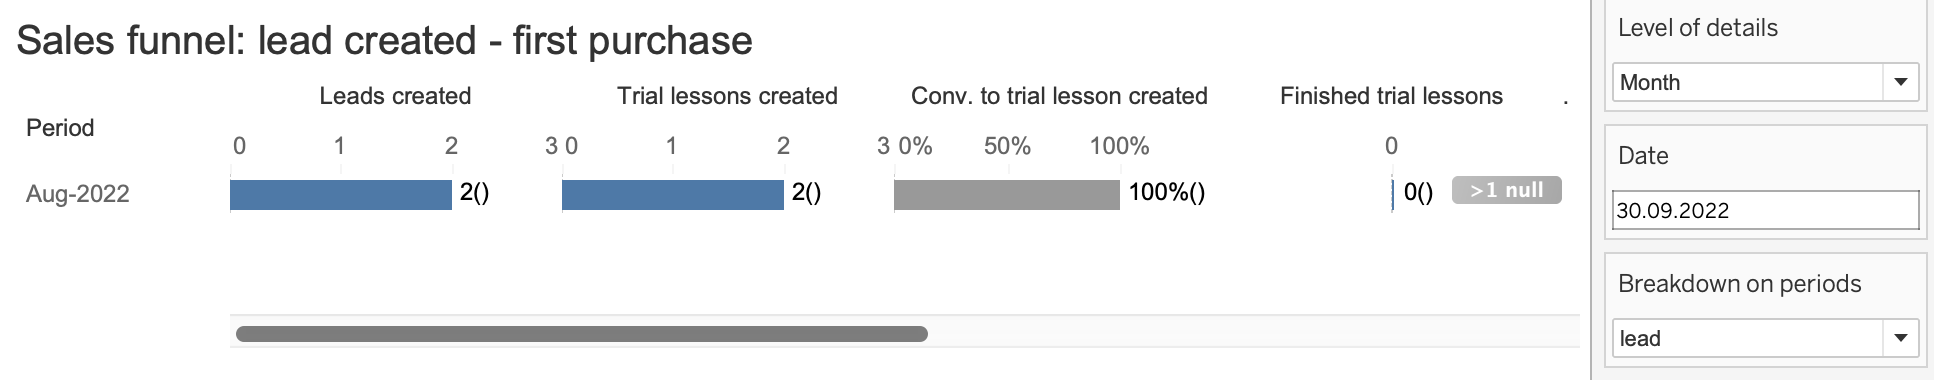 Sales funnel: lead created - first purchase
Leads created Trial lessons created Conv. to trial lesson created Finished trial lessons .
Period
0 1 2 3 0 1 2 3 0% 50% 100% 0
Aug-2022 2() 2() 100%() 0() >1 null
Level of details
Month
Date
30.09.2022
Breakdown on periods
lead